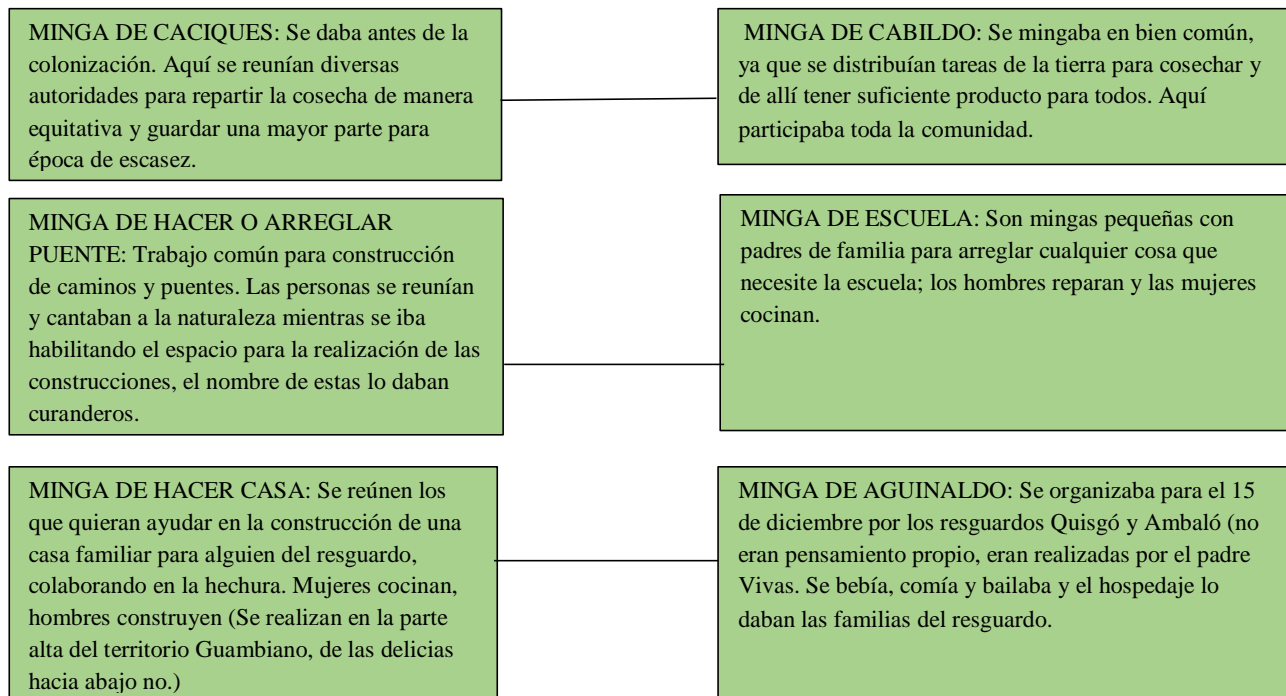 MINGA DE CACIQUES: Se daba antes de la
colonización. Aquí se reunían diversas
autoridades para repartir la cosecha de manera
equitativa y guardar una mayor parte para
época de escasez.
MINGA DE CABILDO: Se mingaba en bien común,
ya que se distribuían tareas de la tierra para cosechar y
de allí tener suficiente producto para todos. Aquí
participaba toda la comunidad.
MINGA DE HACER O ARREGLAR
PUENTE: Trabajo común para construcción
de caminos y puentes. Las personas se reunían
y cantaban a la naturaleza mientras se iba
habilitando el espacio para la realización de las
construcciones, el nombre de estas lo daban
curanderos.
MINGA DE ESCUELA: Son mingas pequeñas con
padres de familia para arreglar cualquier cosa que
necesite la escuela; los hombres reparan y las mujeres
cocinan.
MINGA DE HACER CASA: Se reúnen los
que quieran ayudar en la construcción de una
casa familiar para alguien del resguardo,
colaborando en la hechura. Mujeres cocinan,
hombres construyen (Se realizan en la parte
alta del territorio Guambiano, de las delicias
hacia abajo no.)
MINGA DE AGUINALDO: Se organizaba para el 15
de diciembre por los resguardos Quisgó y Ambaló (no
eran pensamiento propio, eran realizadas por el padre
Vivas. Se bebía, comía y bailaba y el hospedaje lo
daban las familias del resguardo.